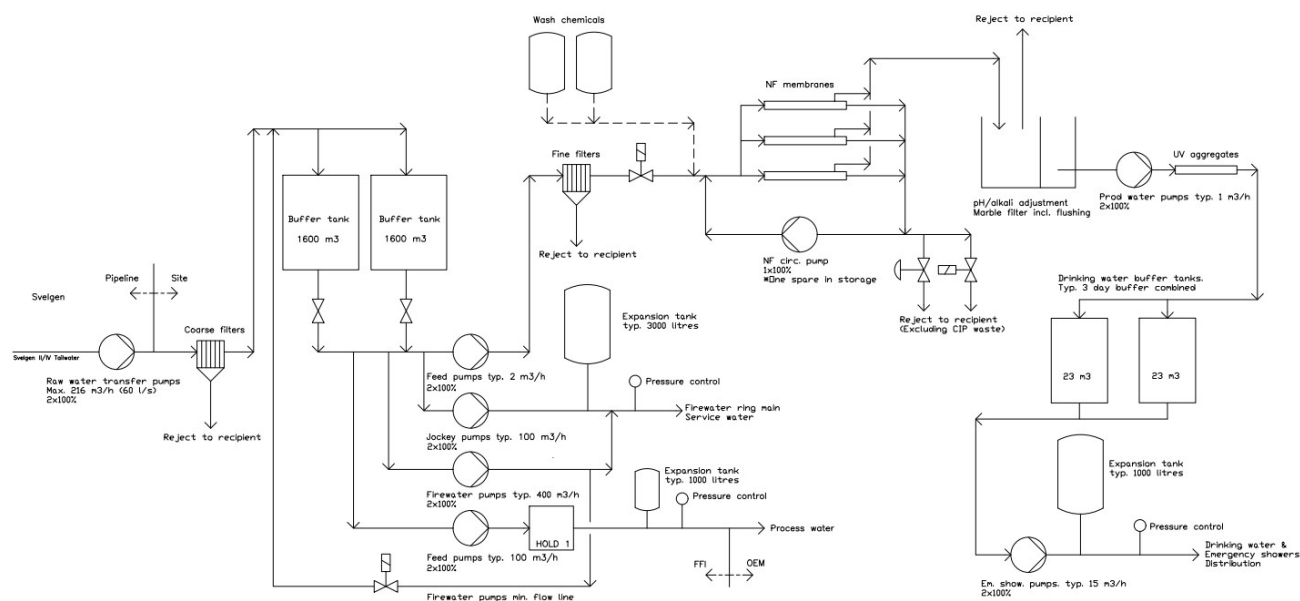 Reject to recipient
Wash chemicals
NF membranes
Fine filters
UV aggregates
Buffer tank
1600 m3
Buffer tank
1600 m3
Prod water pumps typ. 1 m3/h
2x100%
pH/alkali adjustment
Marble filter incl. flushing
Reject to recipient
NF circ. pump
1x100%
One spare in storage
Pipeline
Site
Svelgen
Drinking water buffer tanks.
Typ. 3 day buffer combined
Expansion tank
typ. 3000 litres
Reject to recipient
(Excluding CIP waste)
Coarse filters
Svelgen II/IV Tailwater
Raw water transfer pumps
Max. 216 m3/h (60 l/s)
2x100%
Feed pumps typ. 2 m3/h
2x100%
Pressure control
23 m3
23 m3
Firewater ring main
Service water
Reject to recipient
Jockey pumps typ. 100 m3/h
2x100%
Expansion tank
typ. 1000 litres
Expansion tank
typ. 1000 litres
Firewater pumps typ. 400 m3/h
2x100%
Pressure control
Process water
Pressure control
HOLD 1
Feed pumps typ. 100 m3/h
2x100%
FFI
OEM
Drinking water &
Emergency showers
Distribution
Em. show. pumps. typ. 15 m3/h
2x100%
Firewater pumps min. flow line